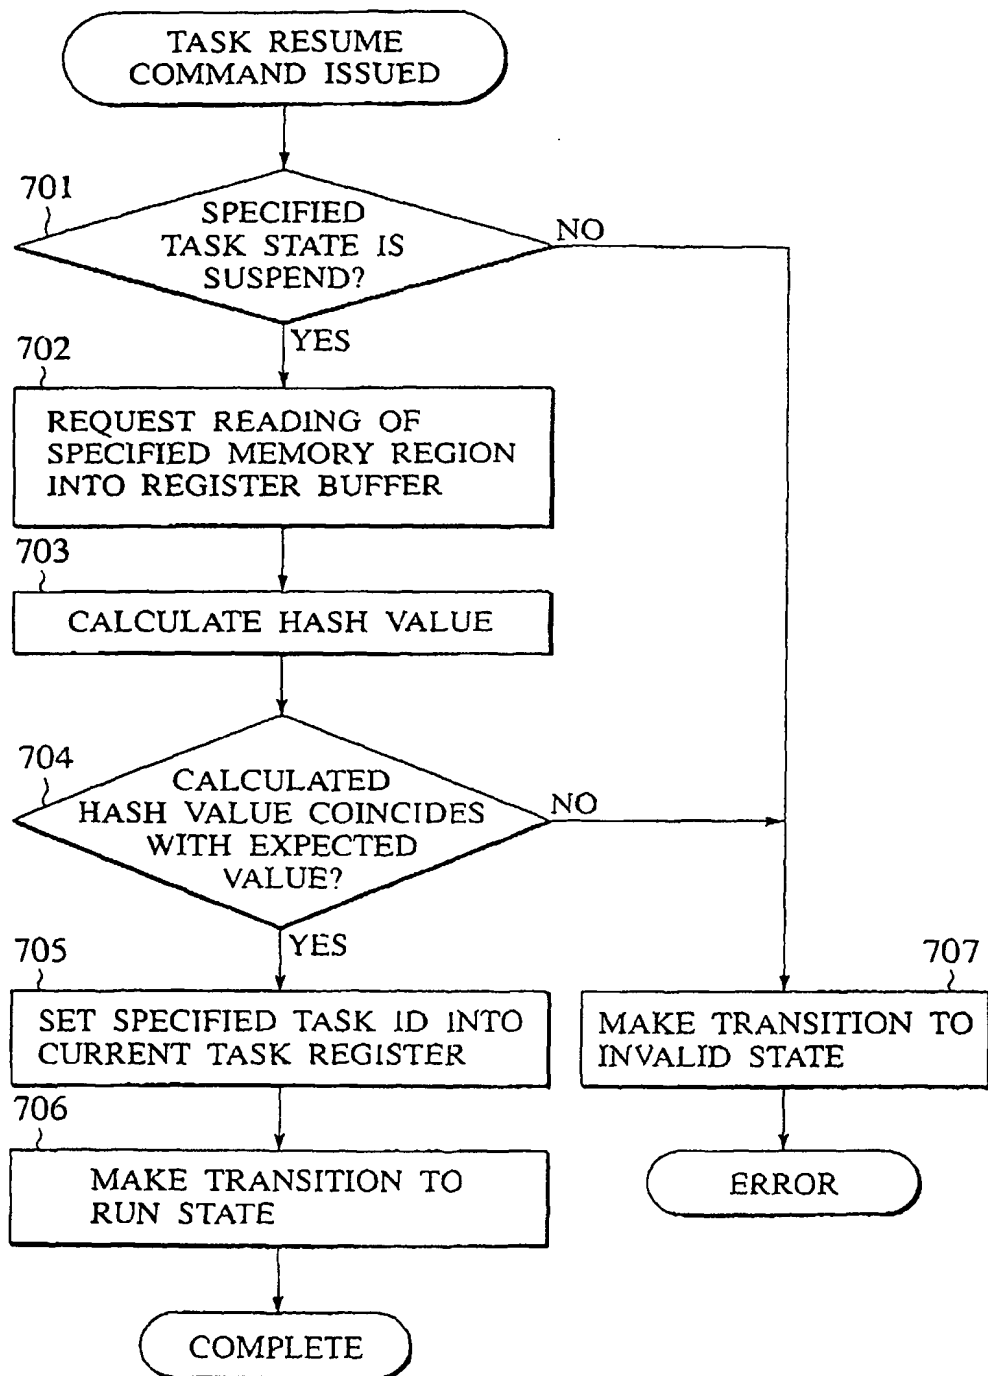 TASK RESUME
COMMAND ISSUED
701
SPECIFIED
TASK STATE IS
SUSPEND?
NO
YES
702
REQUEST READING OF
SPECIFIED MEMORY REGION
INTO REGISTER BUFFER
703
CALCULATE HASH VALUE
704
CALCULATED
HASH VALUE COINCIDES
WITH EXPECTED
VALUE?
NO
YES
705
SET SPECIFIED TASK ID INTO
CURRENT TASK REGISTER
707
MAKE TRANSITION TO
INVALID STATE
706
MAKE TRANSITION TO
RUN STATE
ERROR
COMPLETE